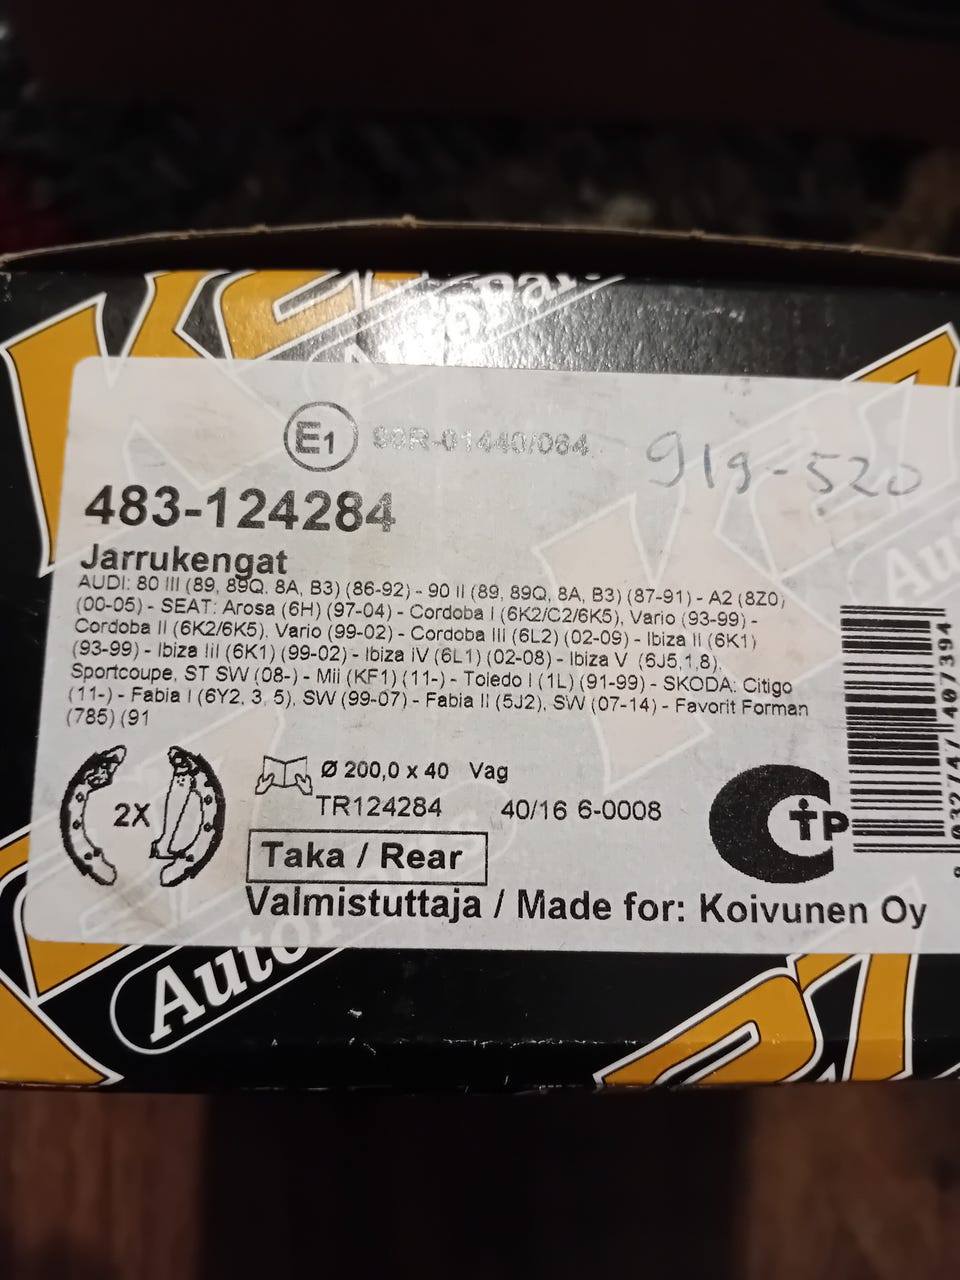 Autopar
E1 90R-01440/064
919-520
483-124284
Jarrukengat
AUDI: 80 III (89, 89Q, 8A, B3) (86-92) - 90 II (89, 89Q, 8A, B3) (87-91) - A2 (8Z0)
(00-05) - SEAT: Arosa (6H) (97-04) - Cordoba I (6K2/C2/6K5), Vario (93-99) -
Cordoba II (6K2/6K5), Vario (99-02) - Cordoba III (6L2) (02-09) - Ibiza II (6K1)
(93-99) - Ibiza III (6K1) (99-02) - Ibiza IV (6L1) (02-08) - Ibiza V (6J5,1,8),
Sportcoupe, ST SW (08-) - Mii (KF1) (11-) - Toledo I (1L) (91-99) - SKODA: Citigo
(11-) - Fabia I (6Y2, 3, 5), SW (99-07) - Fabia II (5J2), SW (07-14) - Favorit Forman
(785) (91
2X
Ø 200,0 x 40 Vag
TR124284 40/16 6-0008
Taka / Rear
Valmistuttaja / Made for: Koivunen Oy
Auto